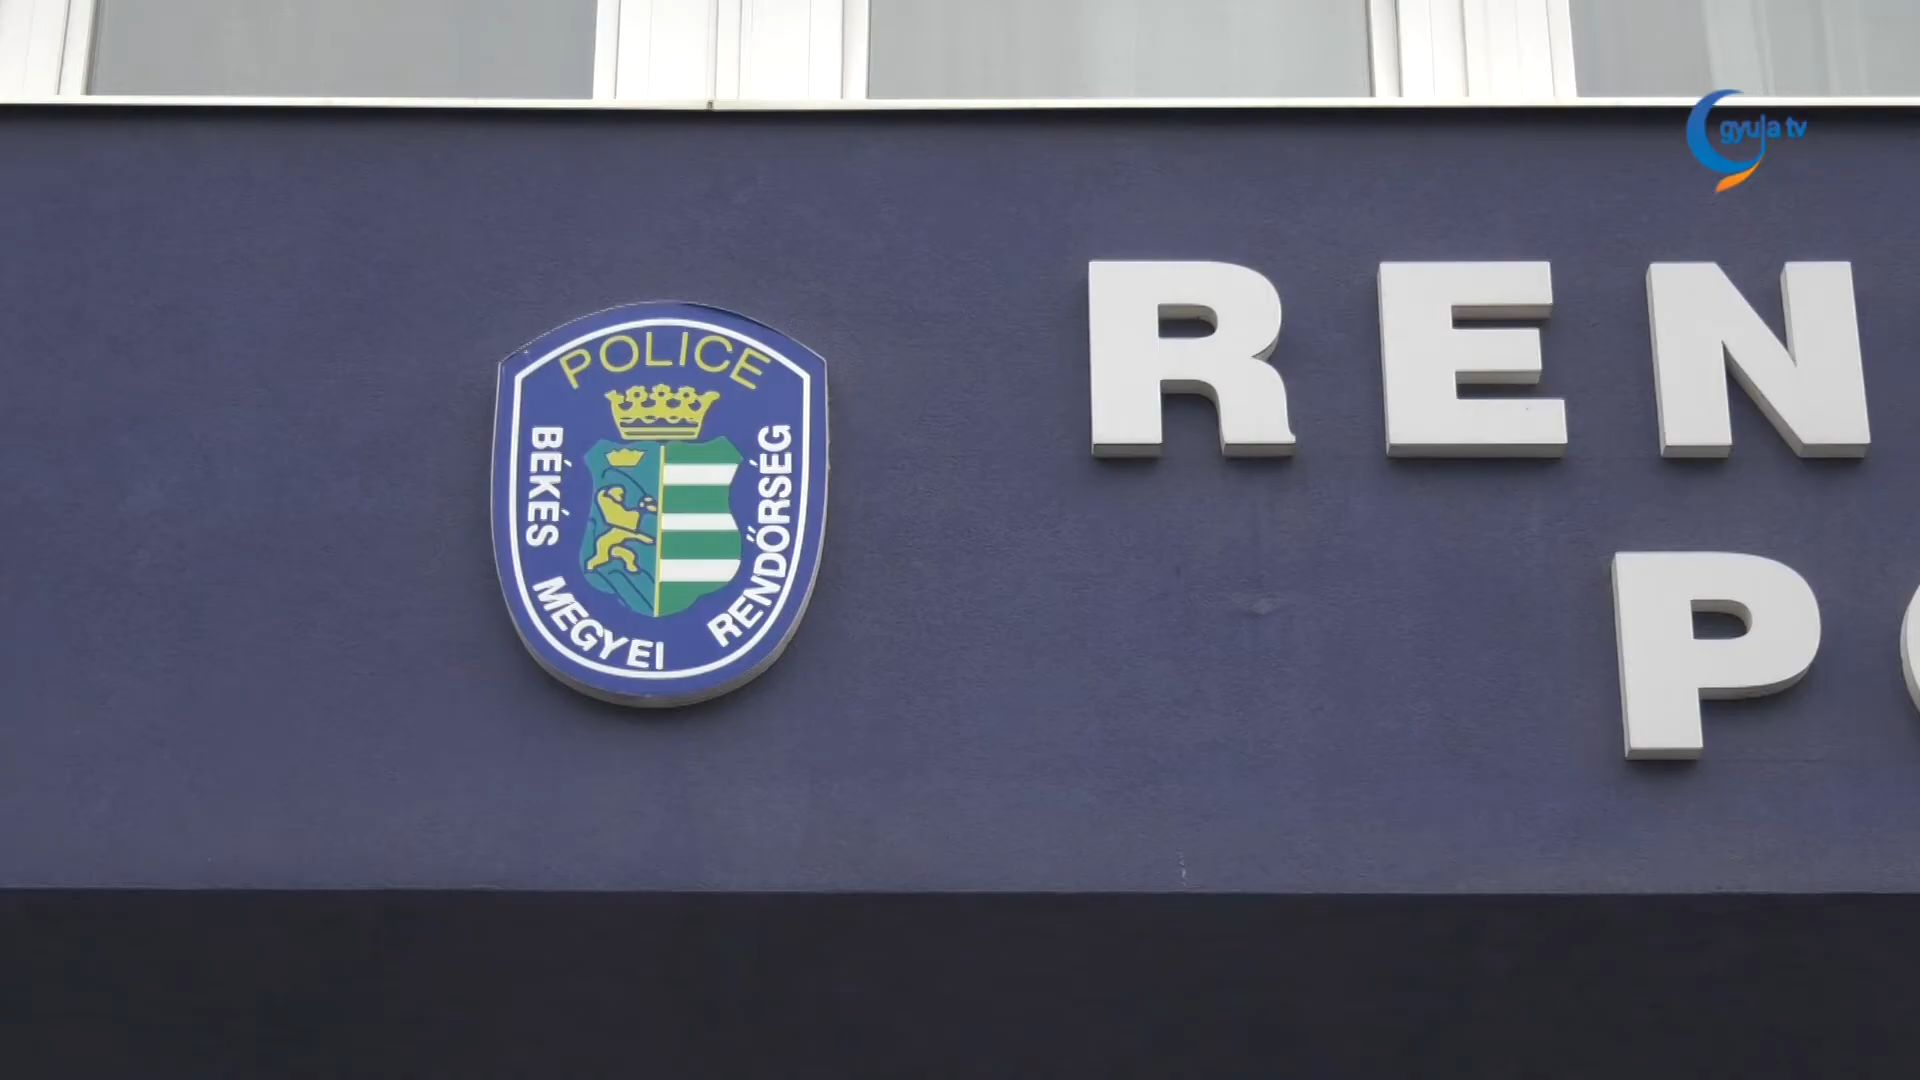 gyula tv
REN
P
POLICE
BÉKÉS MEGYEI RENDŐRSÉG